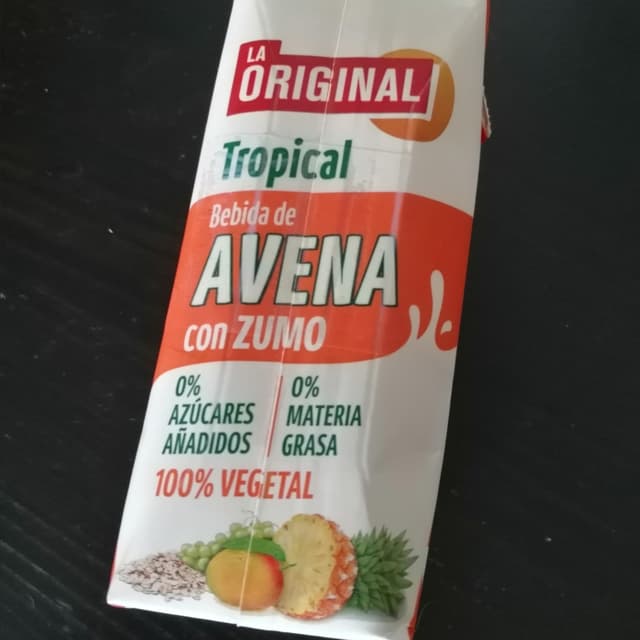 LA
ORIGINAL
Tropical
Bebida de
AVENA
con ZUMO
0%
AZÚCARES
AÑADIDOS
0%
MATERIA
GRASA
100% VEGETAL